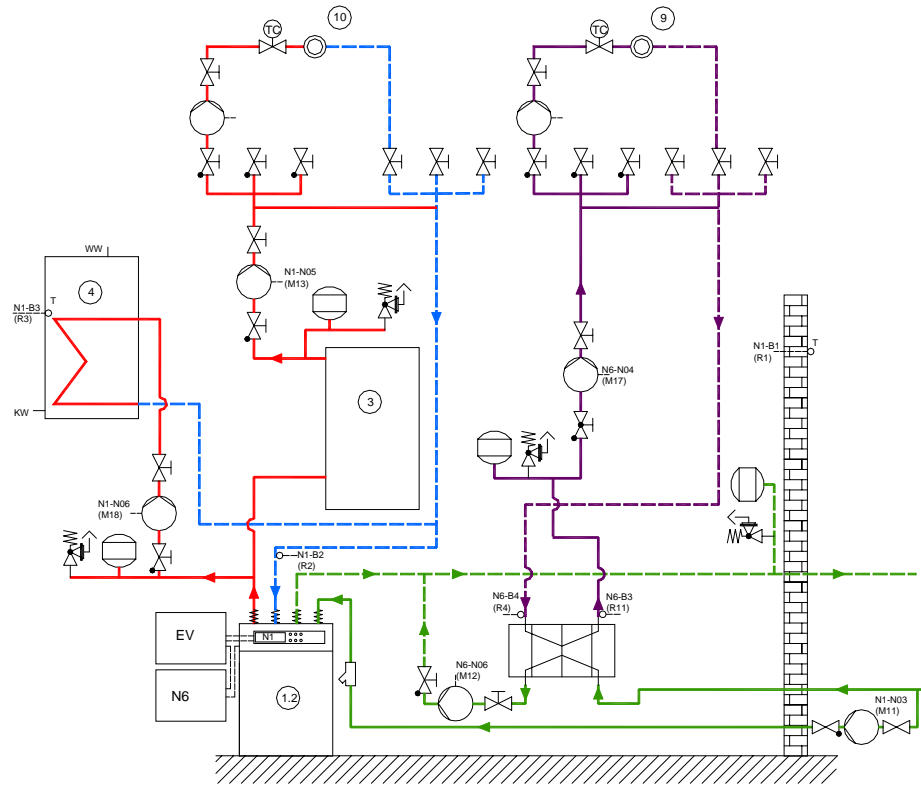 10
9
TC
TC
WW
4
N1-B3
(R3)
T
KW
N1-N05
(M13)
3
N6-N04
(M17)
N1-B1
(R1)
T
N1-N06
(M18)
N1-B2
(R2)
N6-B4
(R4)
N6-B3
(R11)
EV
N1
N6
1.2
N6-N06
(M12)
N1-N03
(M11)